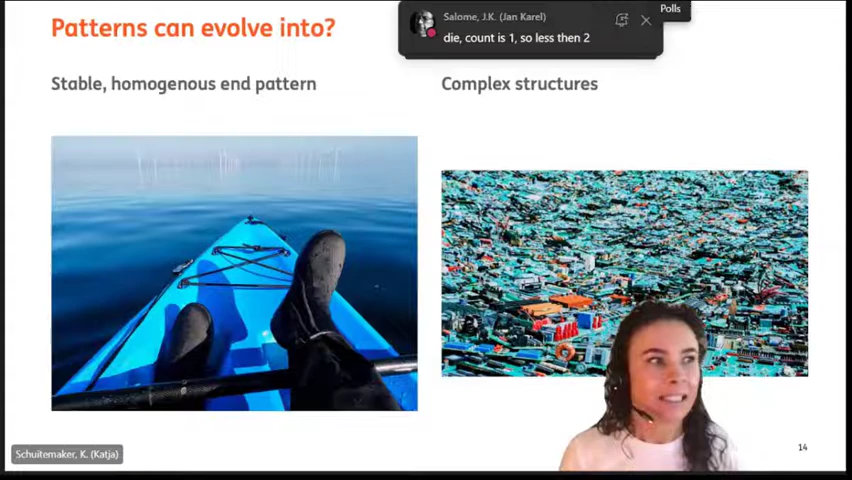 Patterns can evolve into?
Salome, J.K. (Jan Karel)
die, count is 1, so less then 2
Polls
Stable, homogenous end pattern
Complex structures
Schuitemaker, K. (Katja)
14